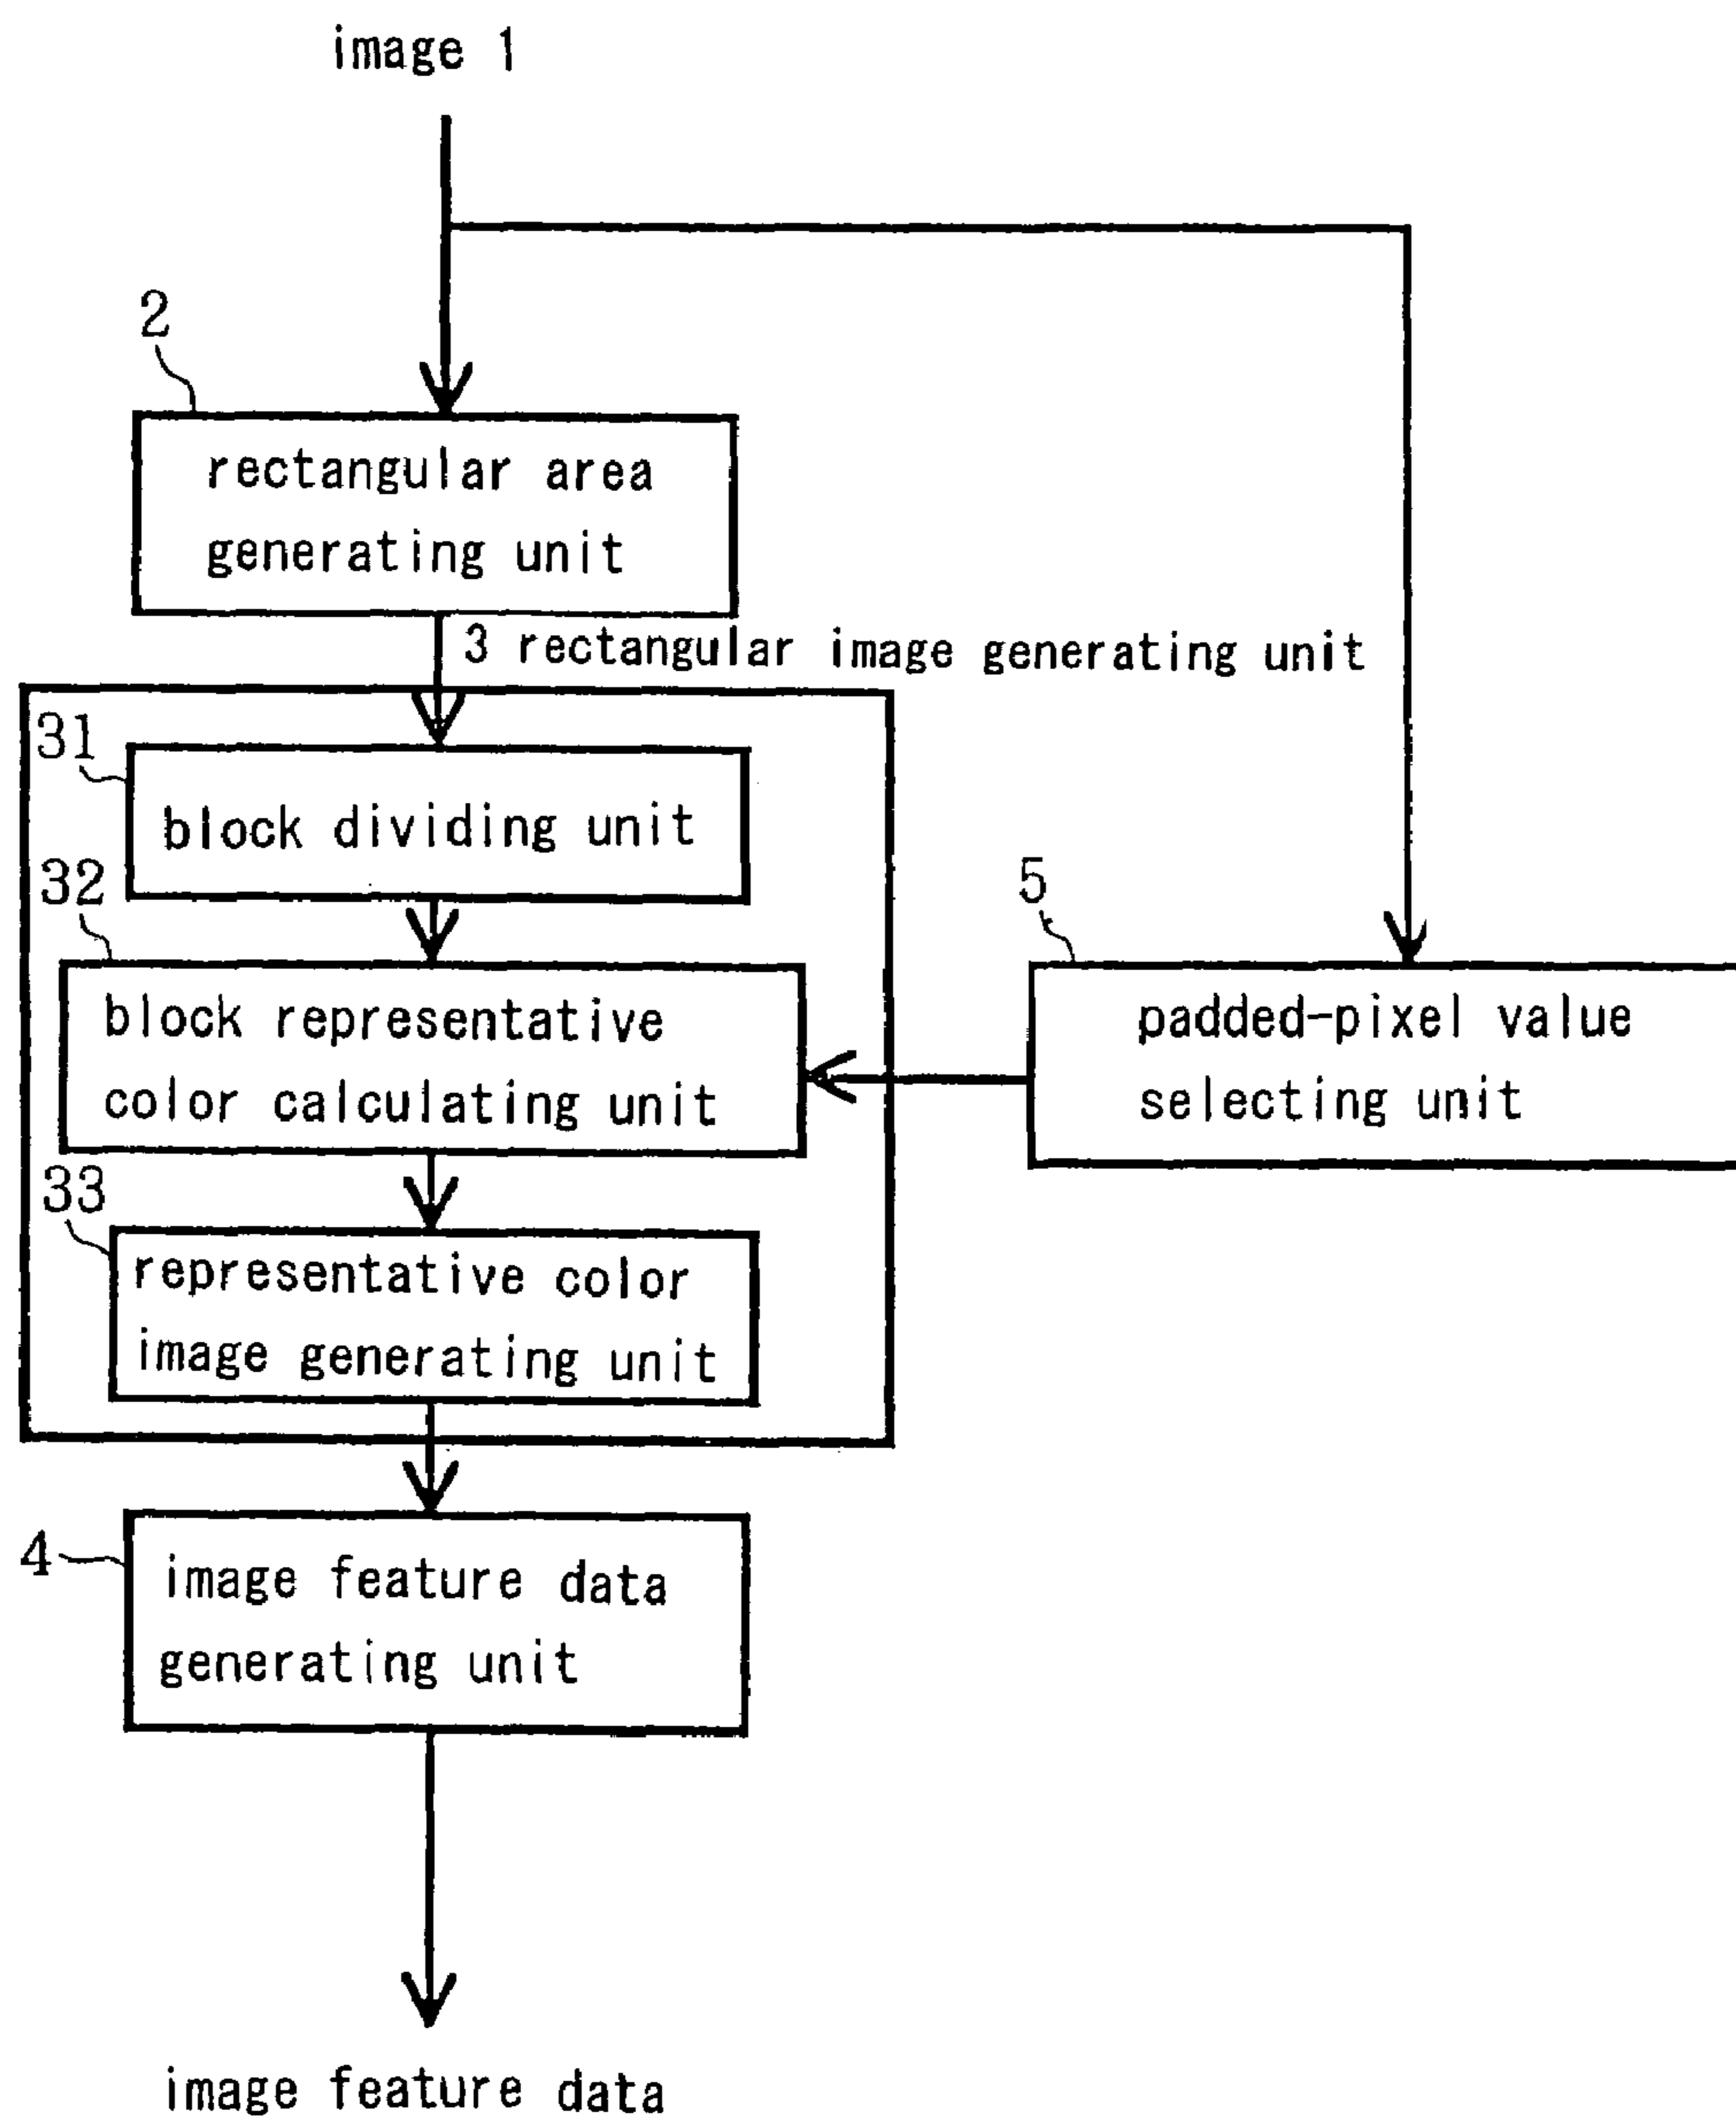 image 1
2
rectangular area
generating unit
3 rectangular image generating unit
31
block dividing unit
32
block representative
color calculating unit
5
padded-pixel value
selecting unit
33
representative color
image generating unit
4
image feature data
generating unit
image feature data